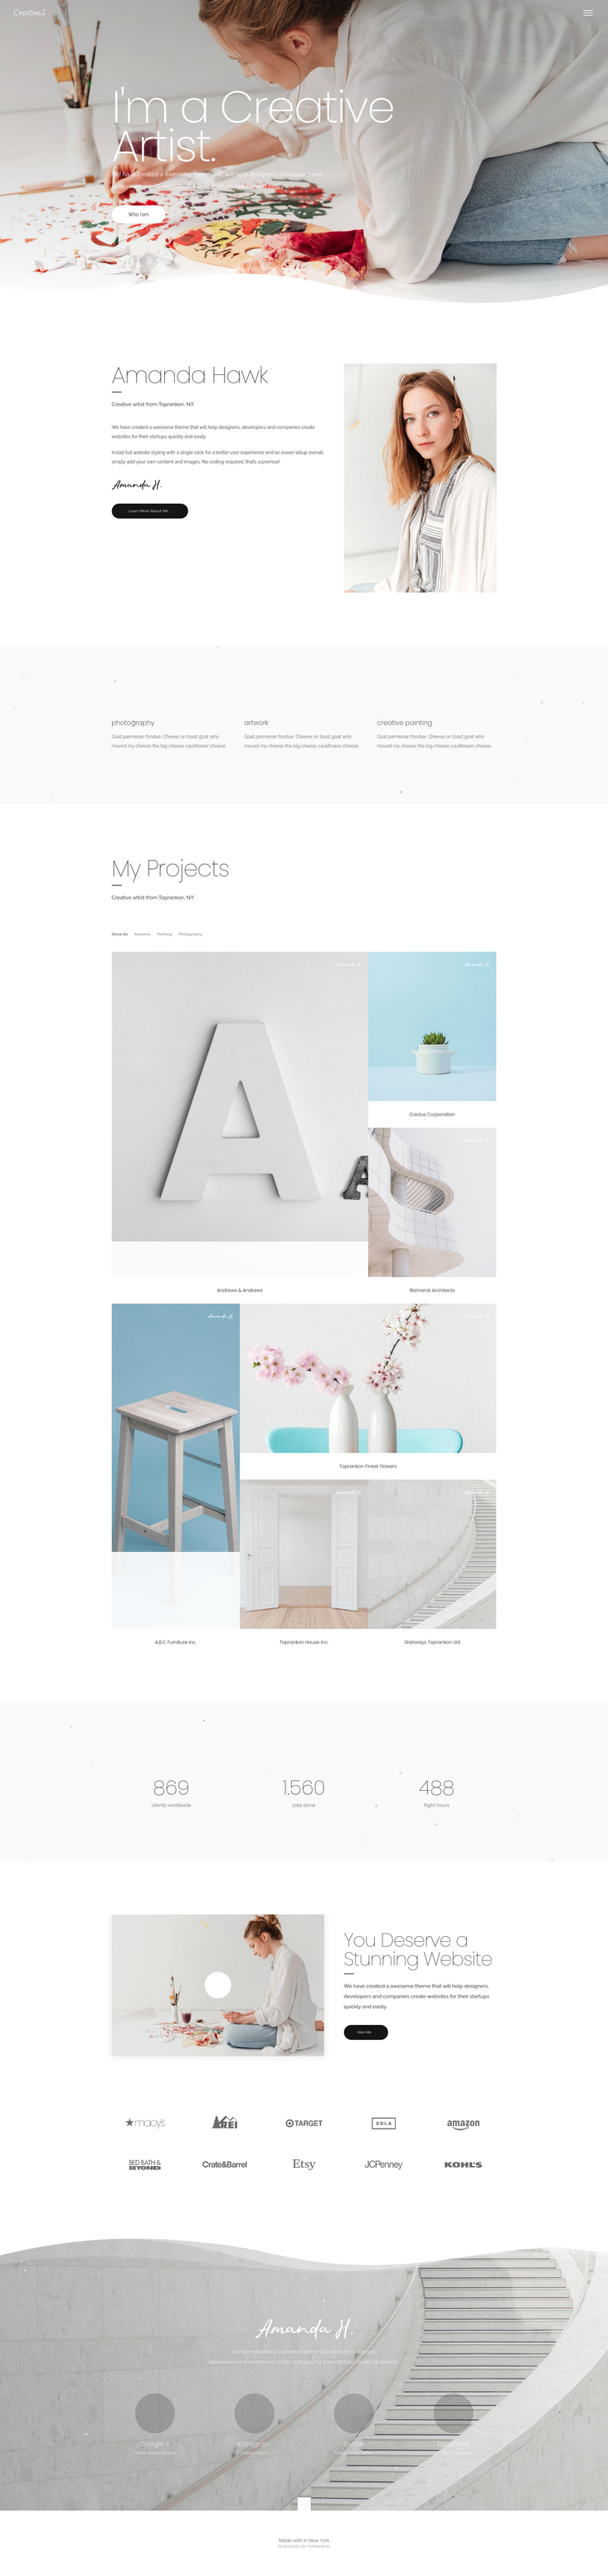 Creative2
I'm a Creative
Artist.
We have created a awesome theme that will help designers, developers and
Who I'am
Amanda Hawk
Creative artist from Toprankon, NY
We have created a awesome theme that will help designers, developers and companies create
websites for their startups quickly and easily.
Install full website styling with a single click for a better user experience and an easier setup overall,
simply add your own content and images. No coding required, that's a promise!
Amanda H.
Learn More About Me
photography
Goat parmesan fondue. Cheese on toast goat who
moved my cheese the big cheese cauliflower cheese.
artwork
Goat parmesan fondue. Cheese on toast goat who
moved my cheese the big cheese cauliflower cheese.
creative painting
Goat parmesan fondue. Cheese on toast goat who
moved my cheese the big cheese cauliflower cheese.
My Projects
Creative artist from Toprankon, NY
Show All Artworks Painting Photography
Amanda H.
A
A
Andrews & Andrews
Amanda H.
Cactus Corporation
Amanda H.
Bismarck Architects
Amanda H.
A.B.C Furniture Inc.
Amanda H.
Toprankon Finest Flowers
Amanda H.
Toprankon House Inc.
Amanda H.
Stairways Toprankon Ltd
869
clients worldwide
1.560
jobs done
488
flight hours
You Deserve a
Stunning Website
We have created a awesome theme that will help designers,
developers and companies create websites for their startups
quickly and easily.
Hire Me
macy's
REI
TARGET
ZOLA
amazon
BED BATH &
BEYOND
Crate&Barrel
Etsy
JCPenney
KOHL'S
Amanda H.
We have created a awesome theme that will help designers,
developers and companies create websites for their startups quickly and easily.
Google +
Instagram
Twitter
Facebook
Made with in New York
DESIGNED BY TOPRANKON